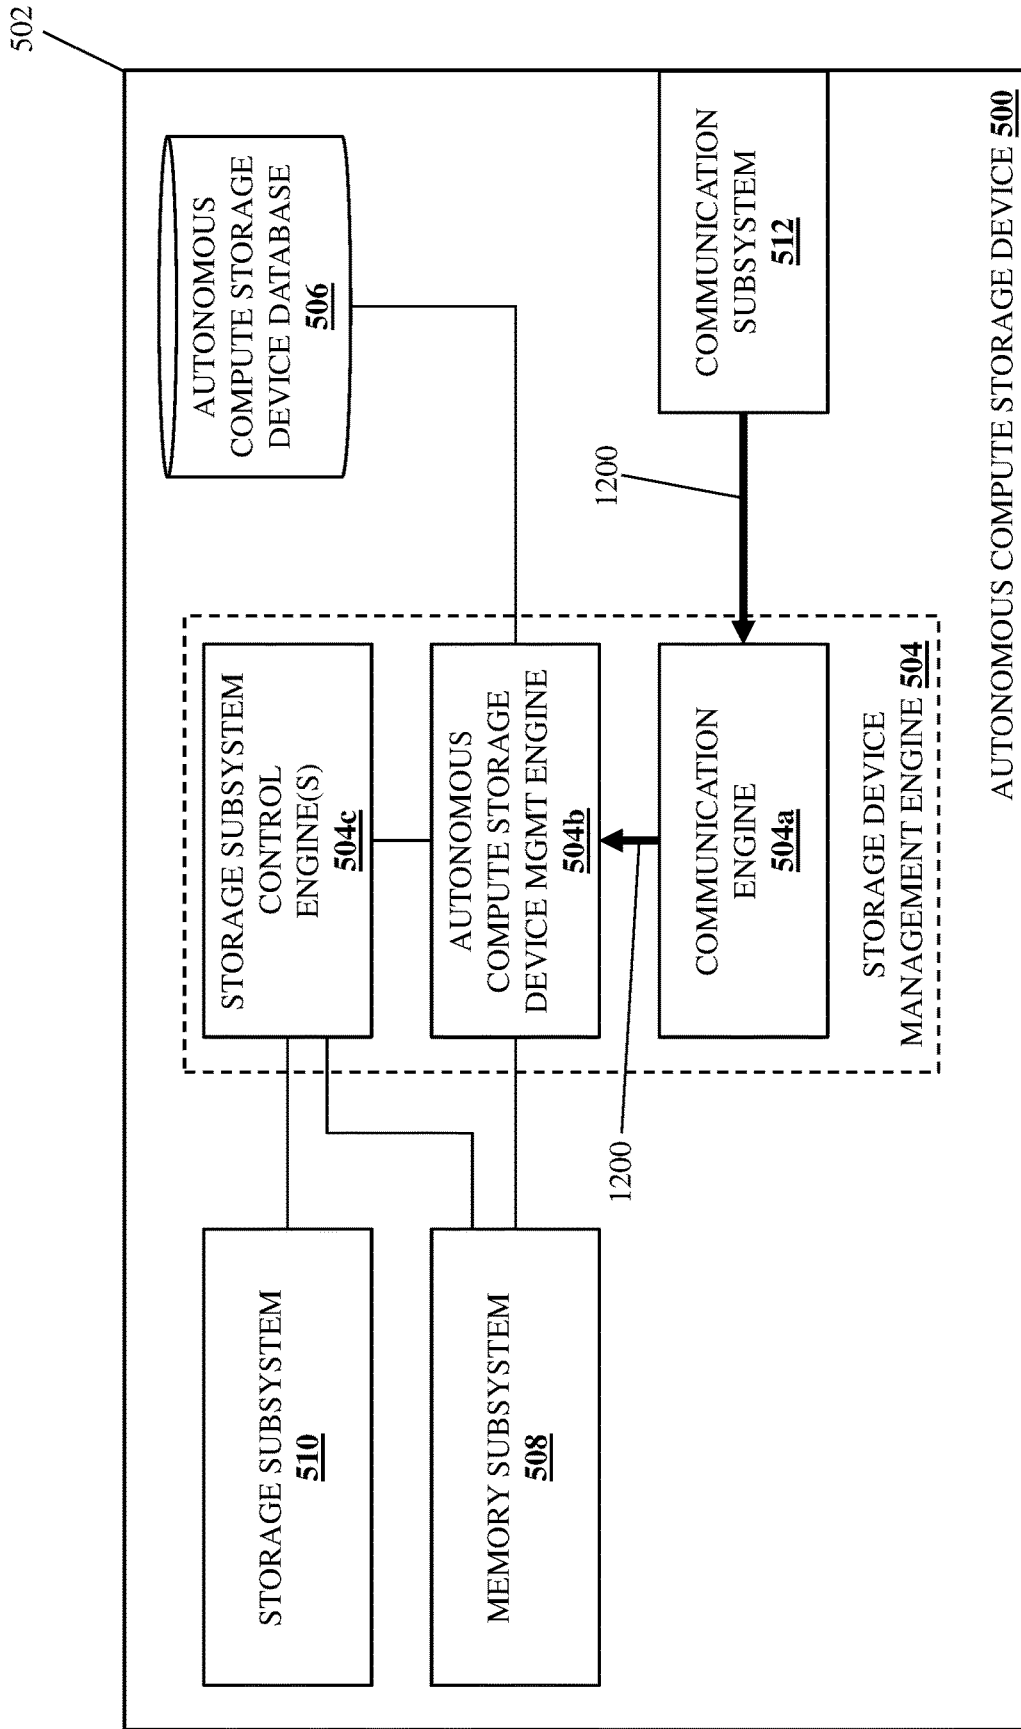 502
AUTONOMOUS
COMPUTE STORAGE
DEVICE DATABASE
506
COMMUNICATION
SUBSYSTEM
512
1200
STORAGE SUBSYSTEM
CONTROL
ENGINE(S)
504c
AUTONOMOUS
COMPUTE STORAGE
DEVICE MGMT ENGINE
504b
COMMUNICATION
ENGINE
504a
STORAGE DEVICE
MANAGEMENT ENGINE 504
1200
STORAGE SUBSYSTEM
510
MEMORY SUBSYSTEM
508
AUTONOMOUS COMPUTE STORAGE DEVICE 500